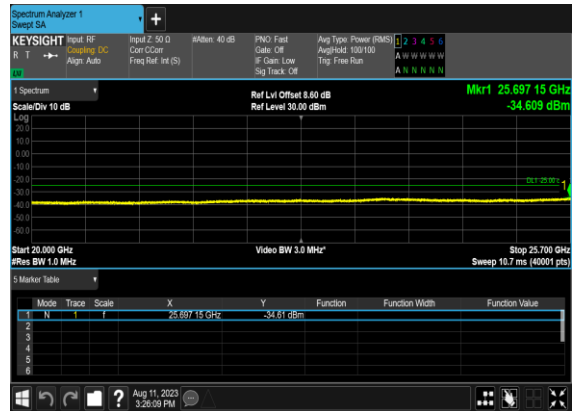 Spectrum Analyzer 1
Swept SA
+
KEYSIGHT Input: RF Input Z: 50 Ω #Atten: 40 dB PNO: Fast Avg Type: Power (RMS) 1 2 3 4 5 6
R T Coupling: DC Corr CCorr Gate: Off Avg|Hold: 100/100 A W W W W W
Align: Auto Freq Ref: Int (S) IF Gain: Low Trig: Free Run A N N N N N
Sig Track: Off
1 Spectrum Ref Lvl Offset 8.60 dB Mkr1 25.697 15 GHz
Scale/Div 10 dB Ref Level 30.00 dBm -34.609 dBm
Log
20.0
10.0
0.00
-10.0
-20.0
DL1 -25.00
1
-30.0
-40.0
-50.0
-60.0
Start 20.000 GHz Video BW 3.0 MHz* Stop 25.700 GHz
#Res BW 1.0 MHz Sweep 10.7 ms (40001 pts)
5 Marker Table
Mode Trace Scale X Y Function Function Width Function Value
1 N 1 f 25.697 15 GHz -34.61 dBm
2
3
4
5
6
? Aug 11, 2023
3:26:09 PM